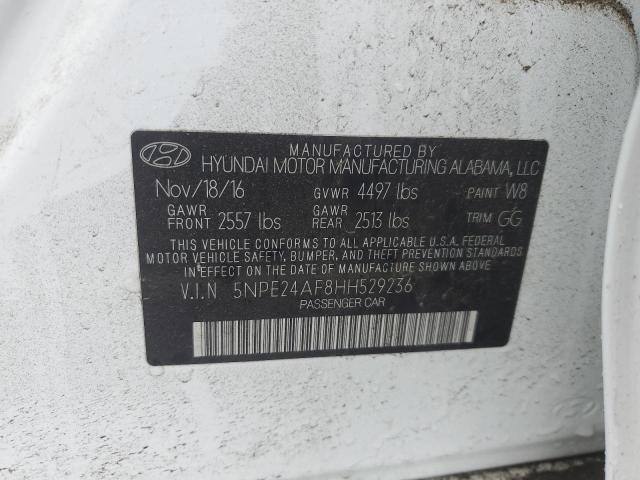 MANUFACTURED BY
HYUNDAI MOTOR MANUFACTURING ALABAMA, LLC
Nov/18/16 GVWR 4497 lbs PAINT W8
GAWR FRONT 2557 lbs GAWR REAR 2513 lbs TRIM GG
THIS VEHICLE CONFORMS TO ALL APPLICABLE U.S.A. FEDERAL
MOTOR VEHICLE SAFETY, BUMPER, AND THEFT PREVENTION STANDARDS
IN EFFECT ON THE DATE OF MANUFACTURE SHOWN ABOVE.
V.I.N 5NPE24AF8HH529236
PASSENGER CAR